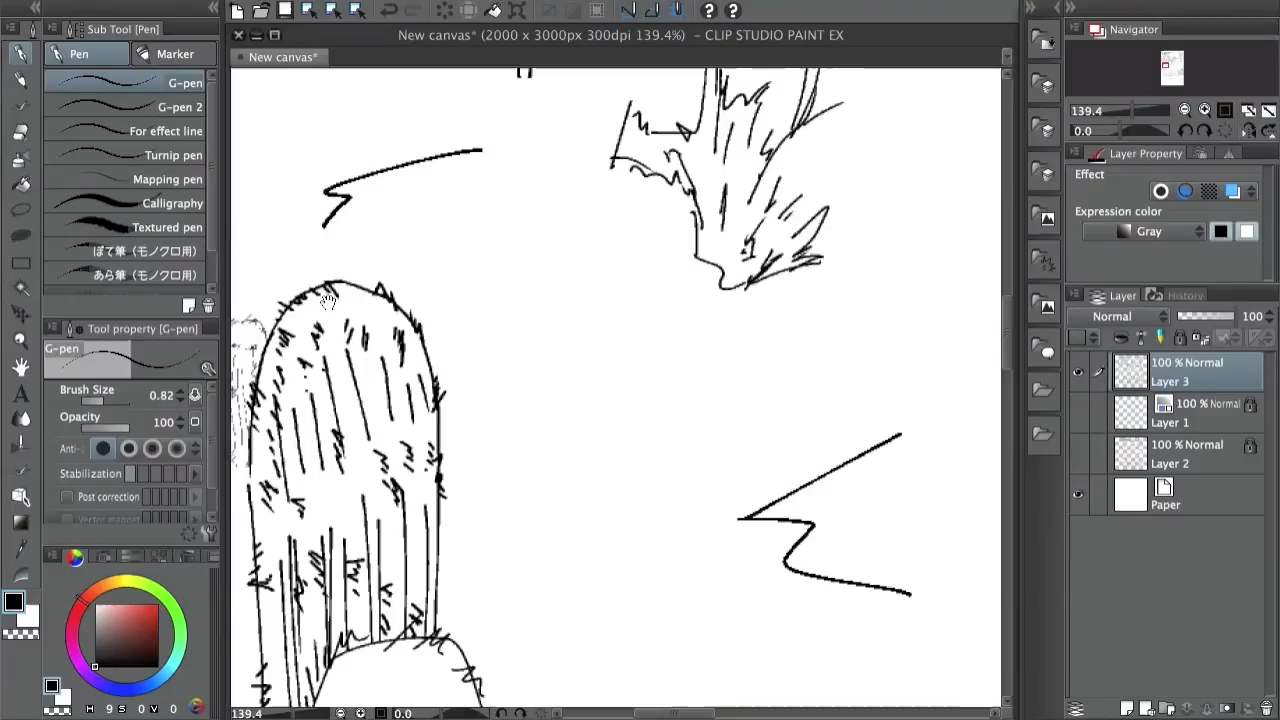 Sub Tool [Pen]
New canvas* (2000 x 3000px 300dpi 139.4%) - CLIP STUDIO PAINT EX
Navigator
Pen
Marker
New canvas*
G-pen
G-pen 2
For effect line
Turnip pen
Mapping pen
Calligraphy
Textured pen
ぼて筆（モノクロ用）
あら筆（モノクロ用）
139.4
0.0
Layer Property
Effect
Expression color
Gray
Tool property [G-pen]
G-pen
Brush Size
0.82
Opacity
100
Anti-
Stabilization
Post correction
Vector magnet
Layer
History
Normal
100
100 % Normal
Layer 3
100 % Normal
Layer 1
100 % Normal
Layer 2
Paper
H 9 S 0 V 0
139.4
0.0